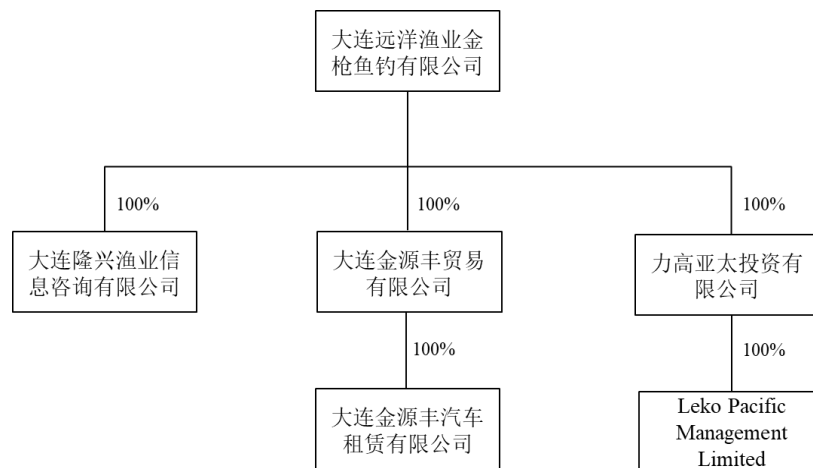 大连远洋渔业金
枪鱼钓有限公司
100%
100%
100%
大连隆兴渔业信
息咨询有限公司
大连金源丰贸易
有限公司
力高亚太投资有
限公司
100%
100%
大连金源丰汽车
租赁有限公司
Leko Pacific
Management
Limited